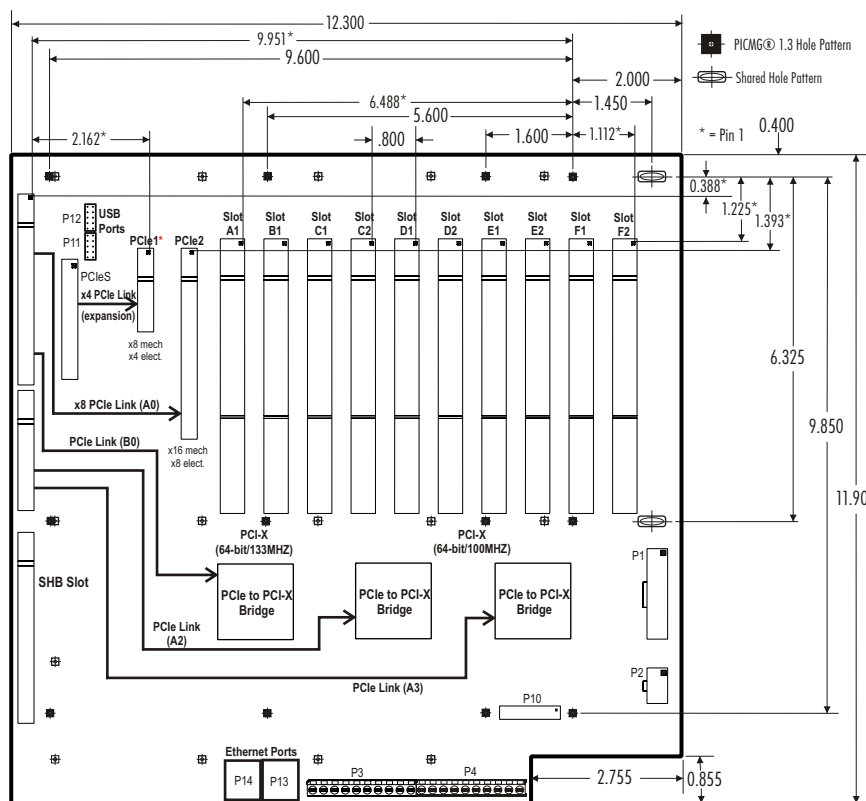 12.300
9.951*
9.600
PICMG® 1.3 Hole Pattern
2.000
Shared Hole Pattern
6.488*
1.450
5.600
2.162*
.800
1.600
1.112*
* = Pin 1
0.400
0.388*
1.225*
1.393*
P12
USB
Ports
P11
Slot
A1
Slot
B1
Slot
C1
Slot
C2
Slot
D1
Slot
D2
Slot
E1
Slot
E2
Slot
F1
Slot
F2
PCIe1*
PCIe2
PCIeS
x4 PCIe Link
(expansion)
x8 mech
x4 elect.
6.325
x8 PCIe Link (A0)
9.850
PCIe Link (B0)
x16 mech
x8 elect.
11.90
PCI-X
(64-bit/133MHZ)
PCI-X
(64-bit/100MHZ)
P1
SHB Slot
PCIe to PCI-X
Bridge
PCIe to PCI-X
Bridge
PCIe to PCI-X
Bridge
PCIe Link
(A2)
P2
PCIe Link (A3)
P10
Ethernet Ports
P14
P13
P3
P4
2.755
0.855